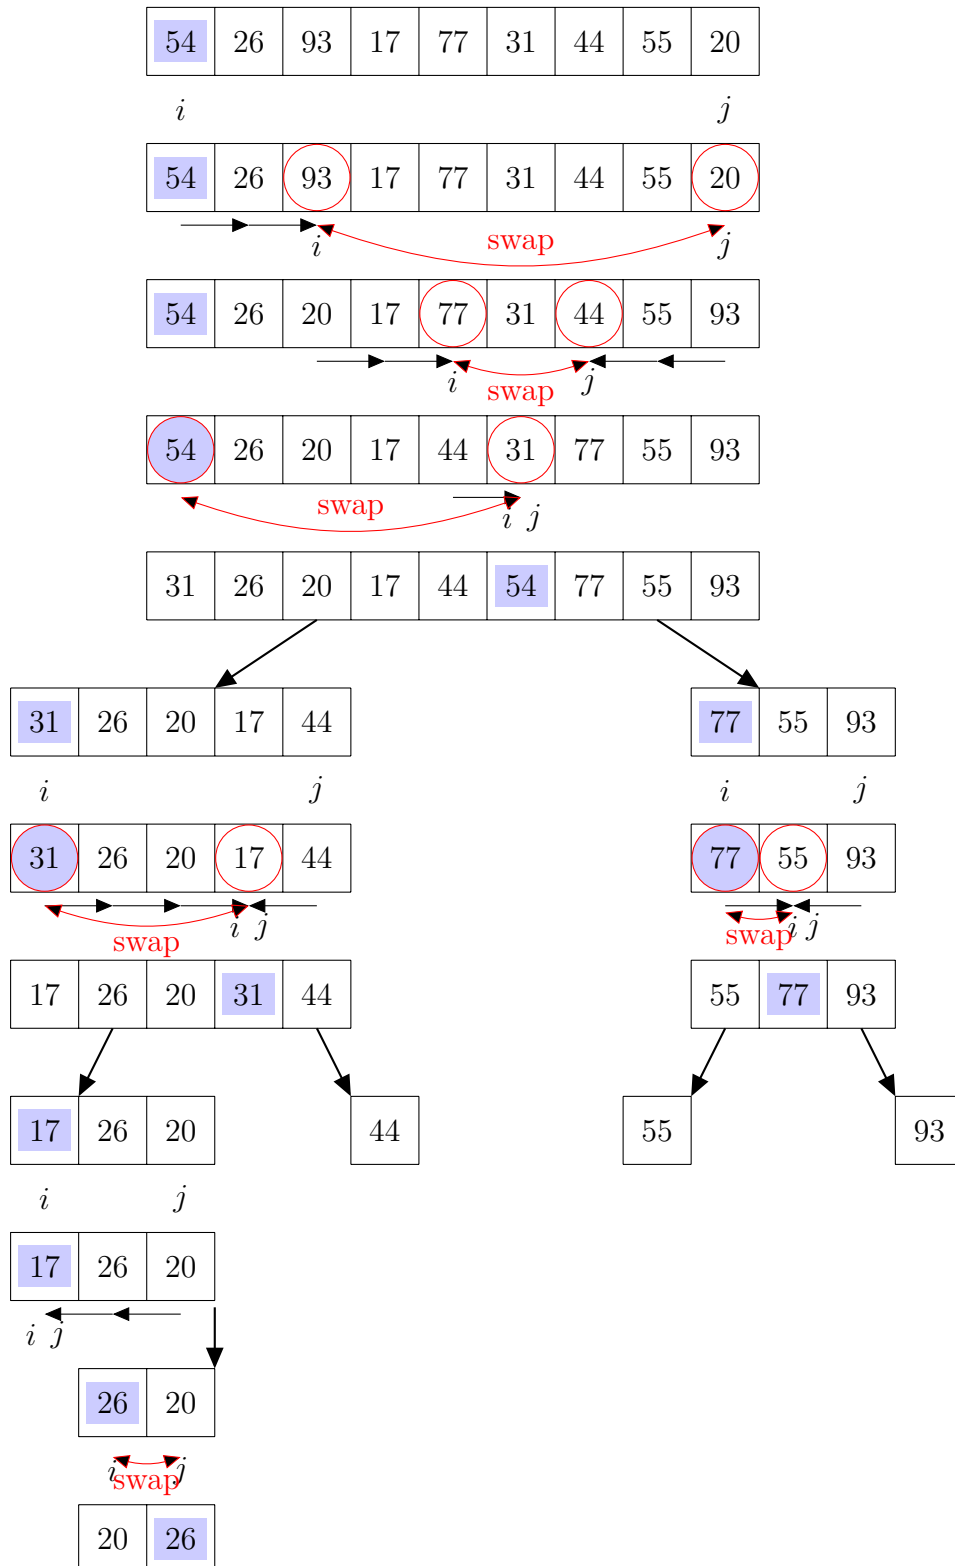 54 26 93 17 77 31 44 55 20
i j
54 26 93 17 77 31 44 55 20
i swap j
54 26 20 17 77 31 44 55 93
i swap j
54 26 20 17 44 31 77 55 93
swap i j
31 26 20 17 44 54 77 55 93
31 26 20 17 44 77 55 93
i j i j
31 26 20 17 44 77 55 93
swap i j swap i j
17 26 20 31 44 55 77 93
17 26 20 44 55 93
i j
17 26 20
i j
26 20
i swap j
20 26